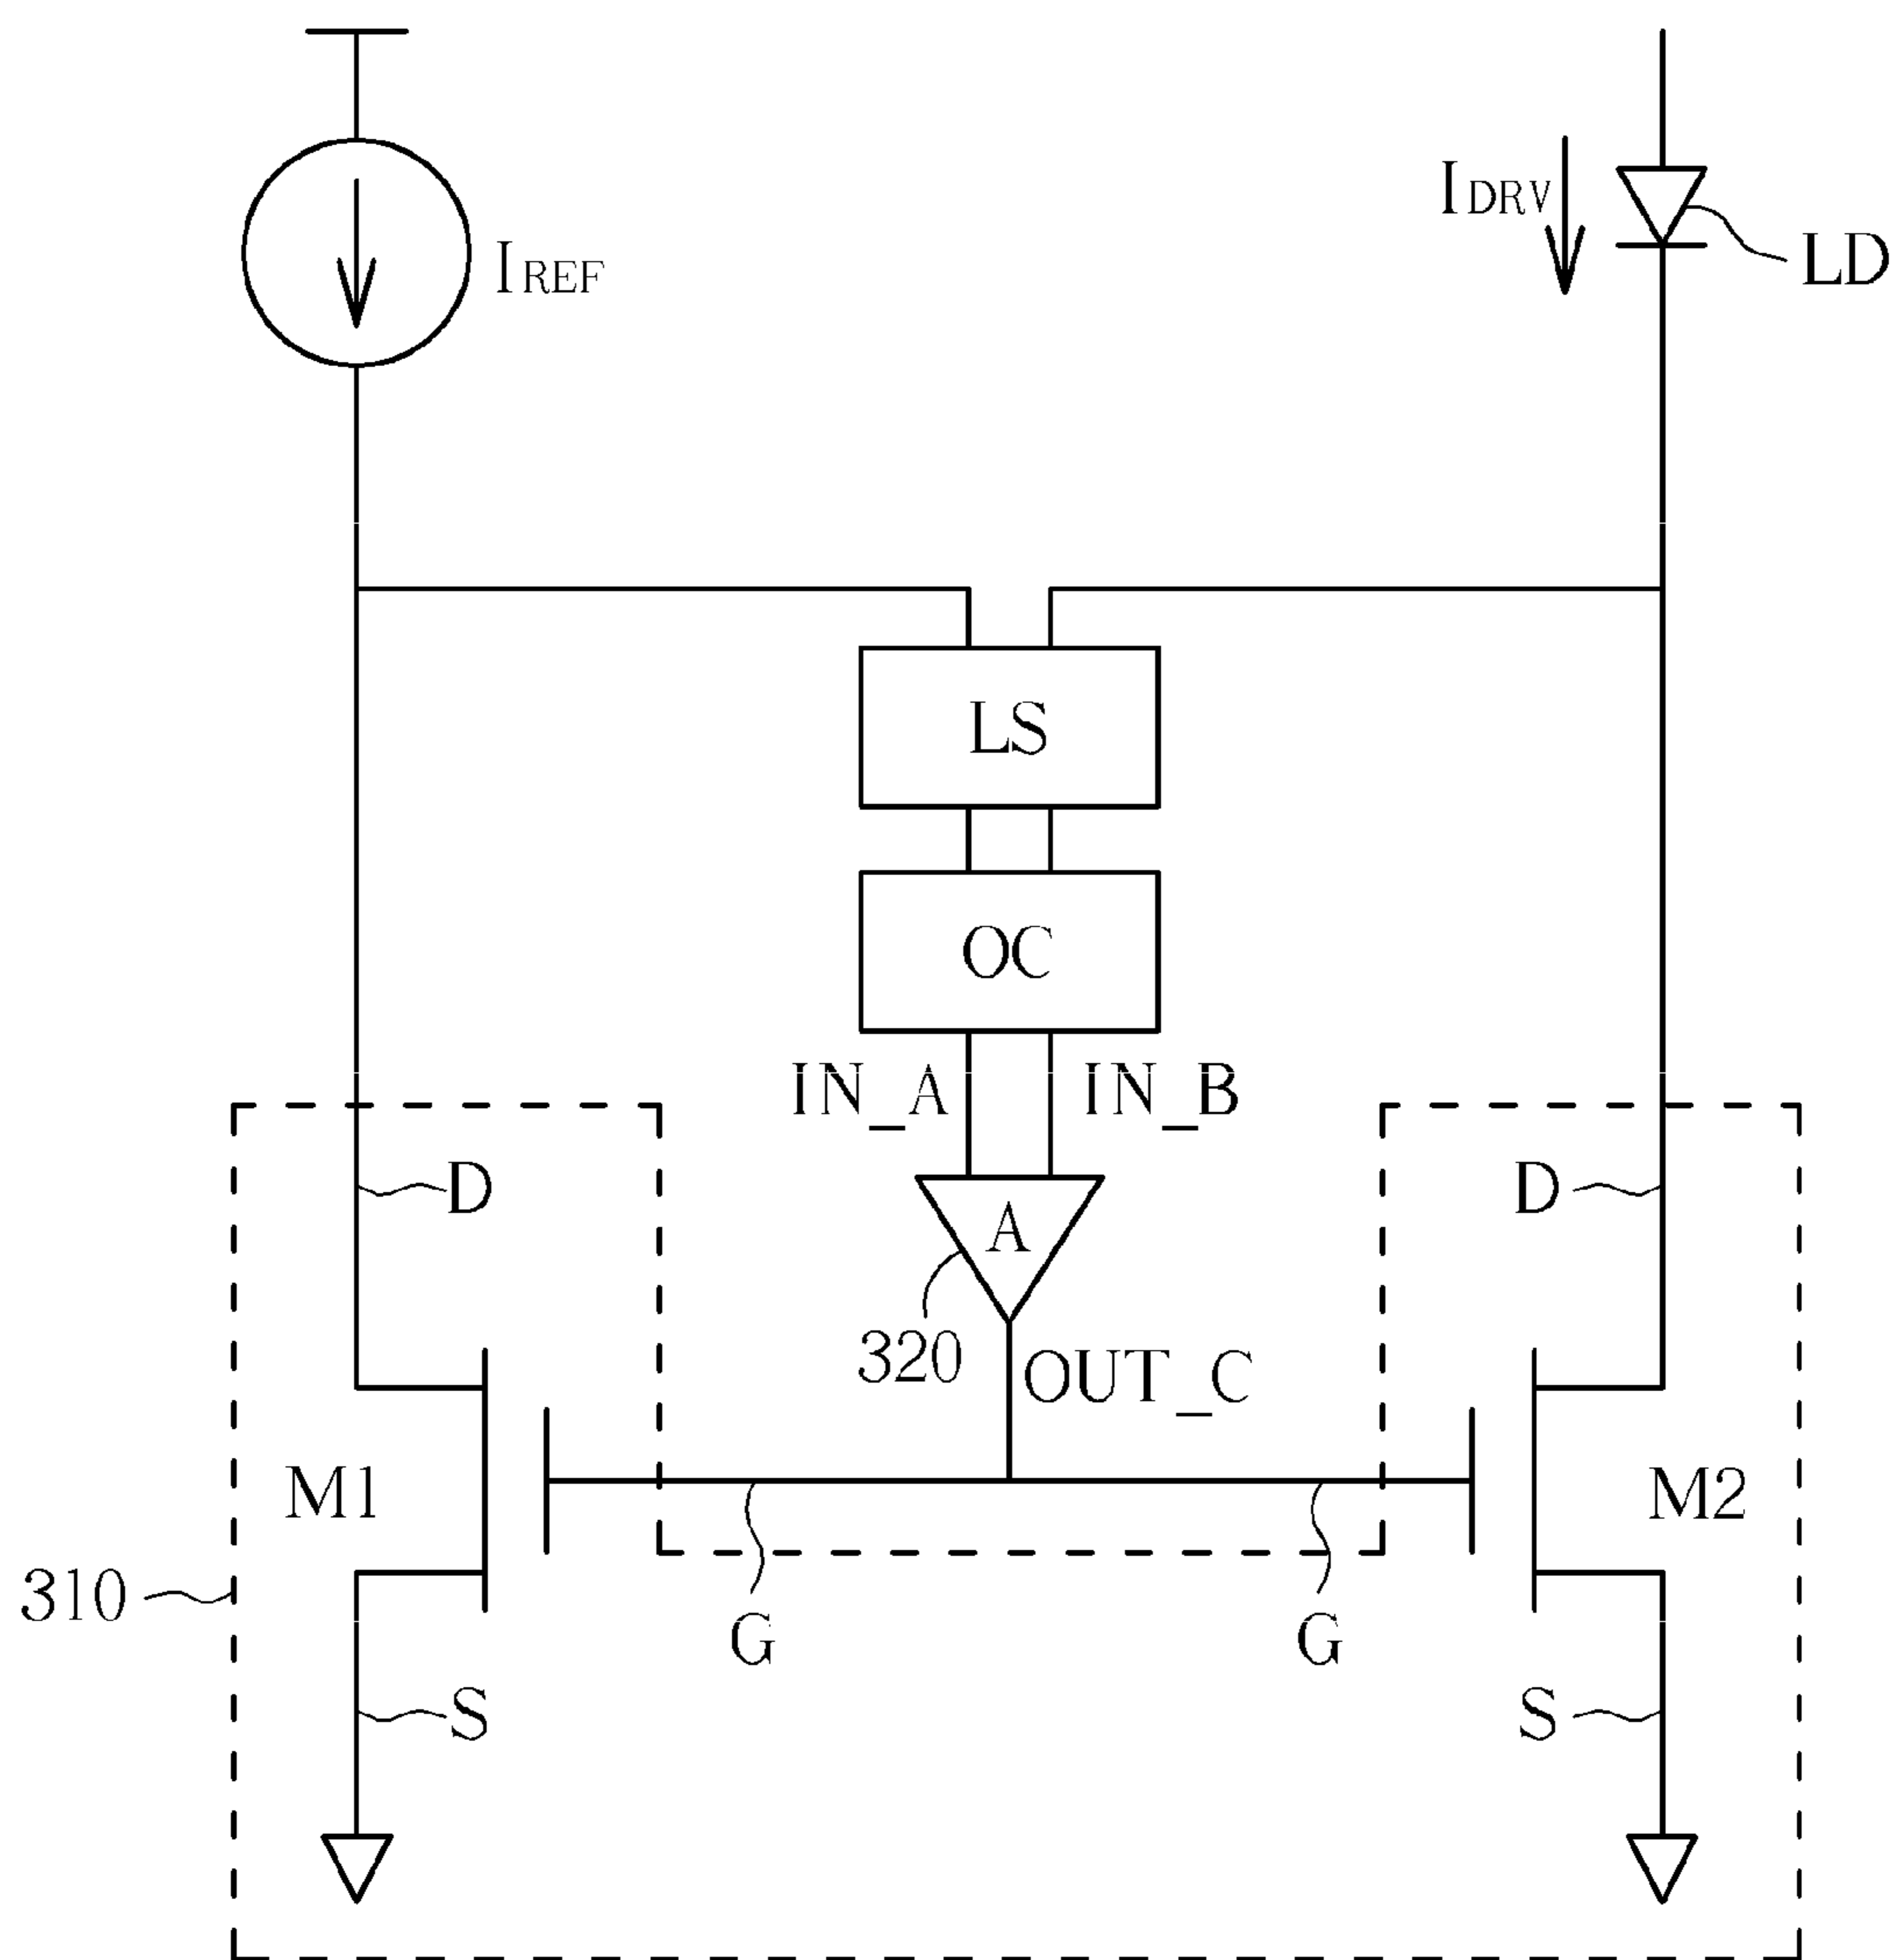 IDRV
LD
IREF
LS
OC
IN_A
IN_B
D
D
A
320
OUT_C
M1
M2
310
G
G
S
S